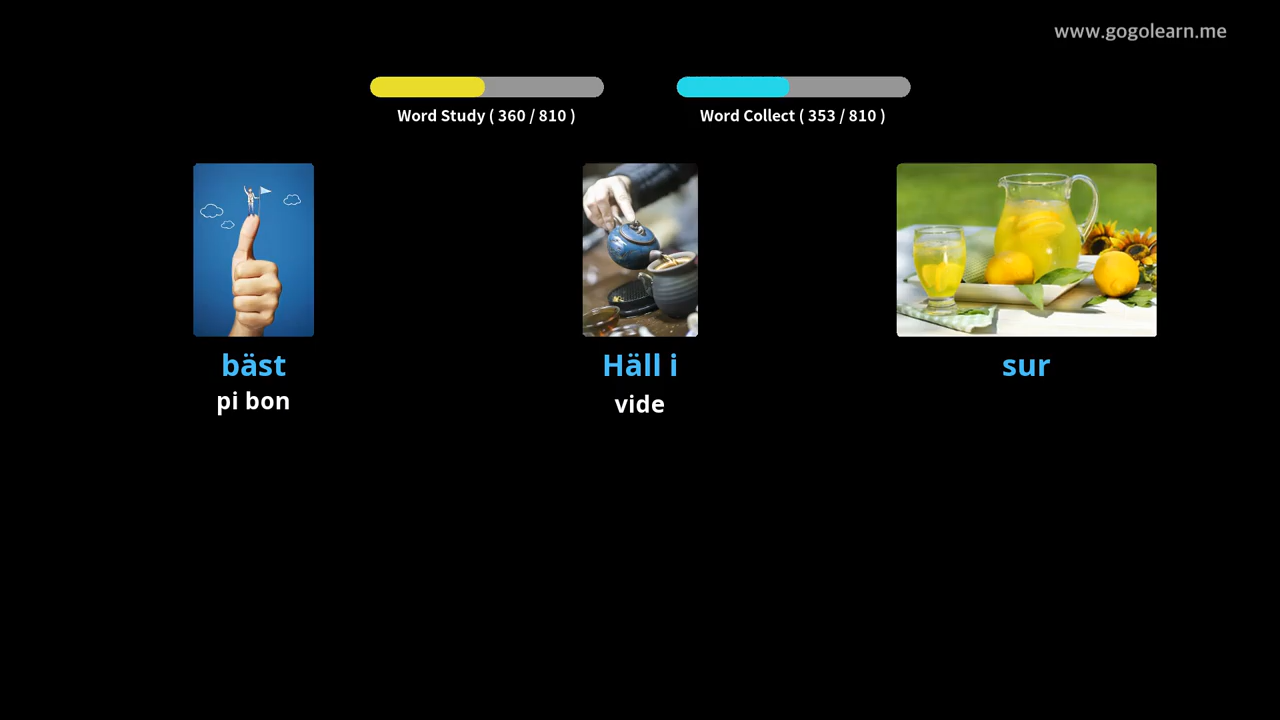 www.gogolearn.me
Word Study ( 360 / 810 )
Word Collect ( 353 / 810 )
bäst
pi bon
Häll i
vide
sur